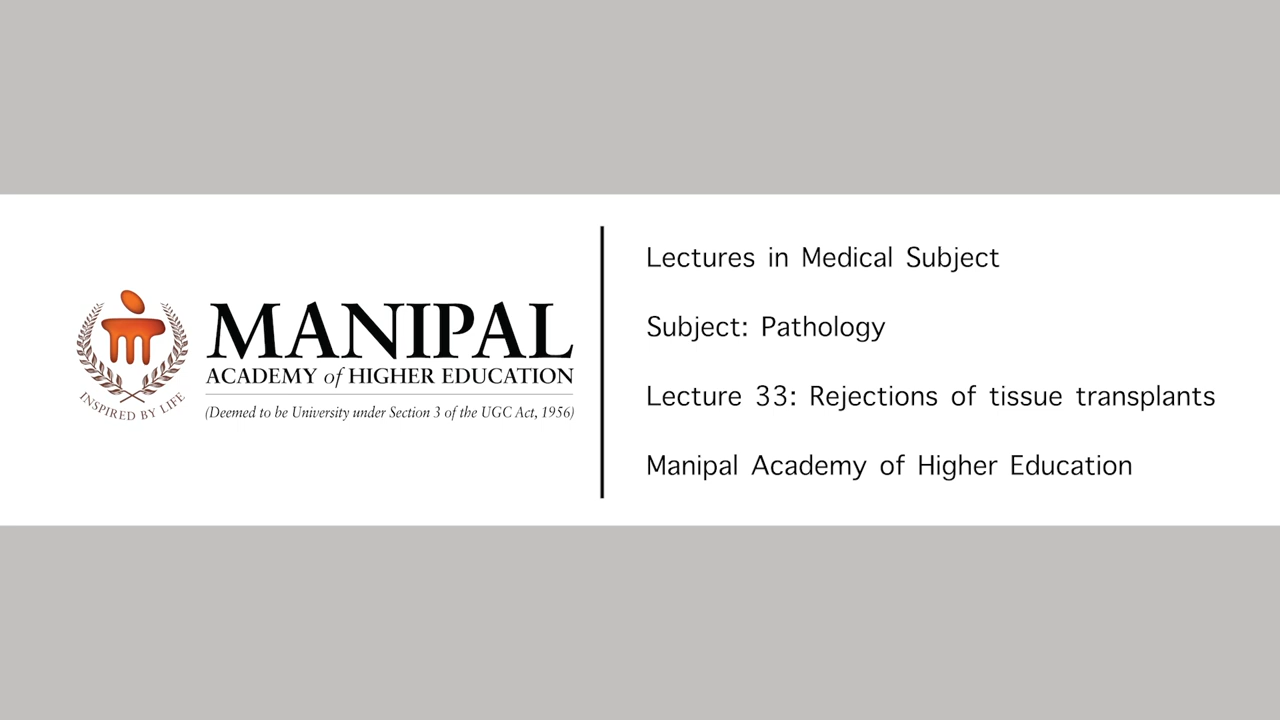 MANIPAL
ACADEMY of HIGHER EDUCATION
(Deemed to be University under Section 3 of the UGC Act, 1956)
INSPIRED BY LIFE
Lectures in Medical Subject
Subject: Pathology
Lecture 33: Rejections of tissue transplants
Manipal Academy of Higher Education